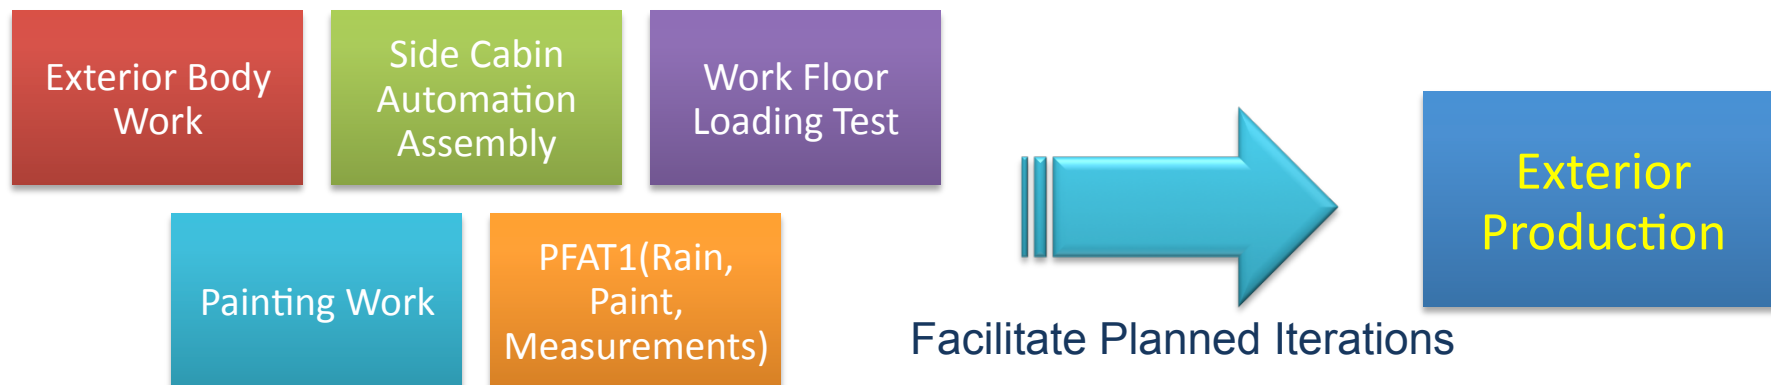 Exterior Body
Work
Side Cabin
Automation
Assembly
Work Floor
Loading Test
Painting Work
PFAT1(Rain,
Paint,
Measurements)
Facilitate Planned Iterations
Exterior
Production